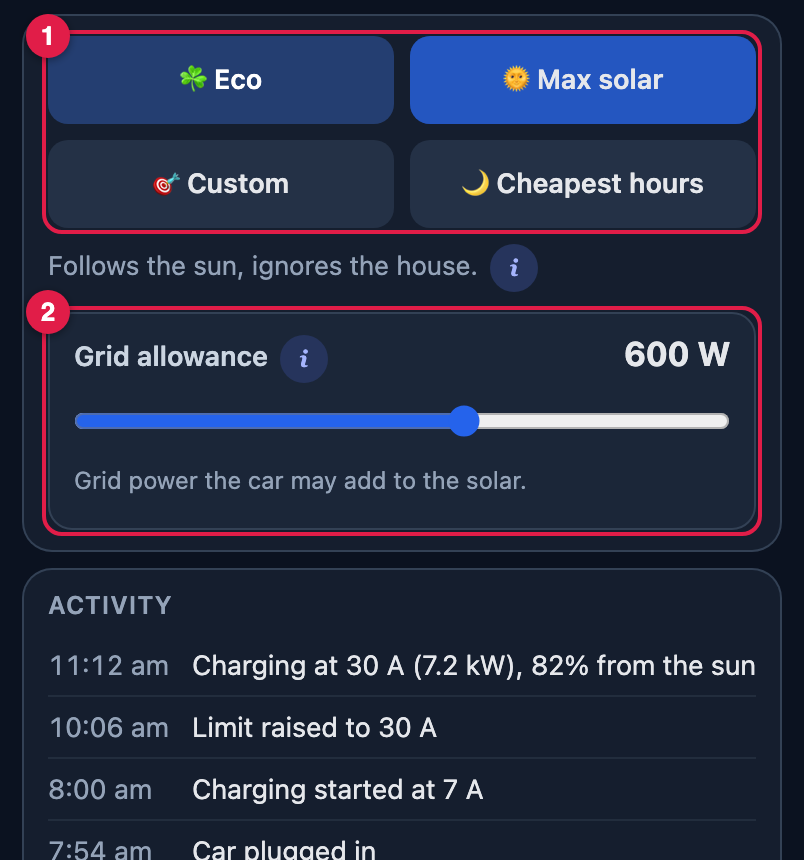 1
☘️ Eco
🌞 Max solar
🎯 Custom
🌙 Cheapest hours
Follows the sun, ignores the house. i
2
Grid allowance i
600 W
Grid power the car may add to the solar.
ACTIVITY
11:12 am Charging at 30 A (7.2 kW), 82% from the sun
10:06 am Limit raised to 30 A
8:00 am Charging started at 7 A
7:54 am Car plugged in